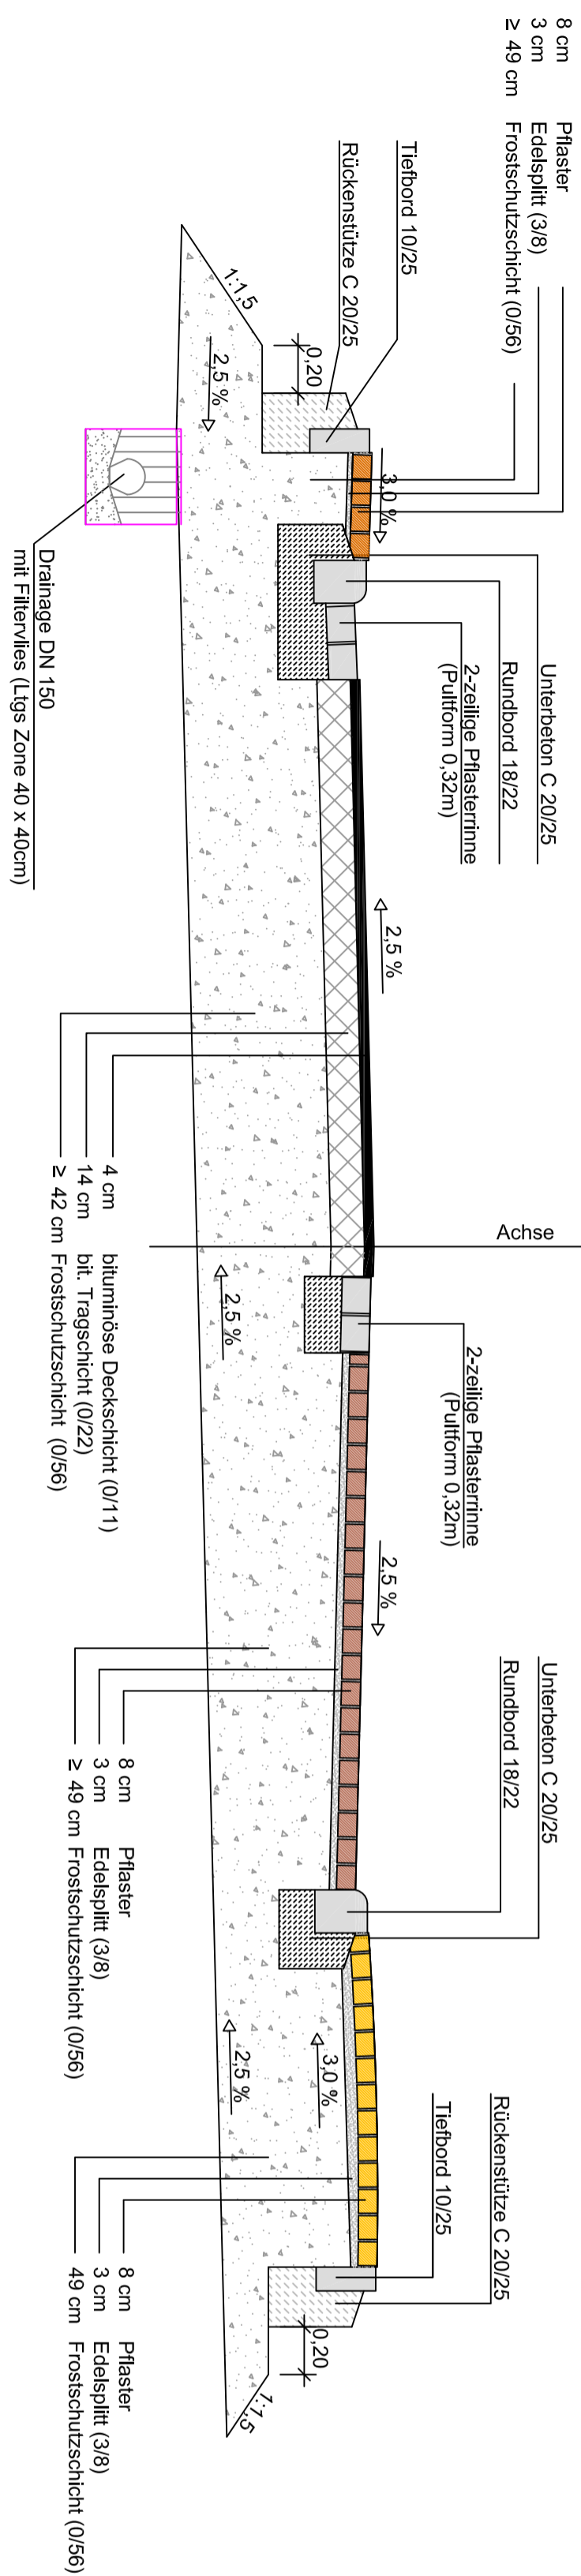 8 cm Pflaster
3 cm Edelsplitt (3/8)
≥ 49 cm Frostschutzschicht (0/56)
Tiefbord 10/25
Rückenstütze C 20/25
1:1,5
0,20
2,5 %
3,0 %
Drainage DN 150
mit Filtervlies (Ltgs Zone 40 x 40cm)
Unterbeton C 20/25
Rundbord 18/22
2-zeilige Pflasterrinne
(Pultform 0,32m)
2,5 %
4 cm bituminöse Deckschicht (0/11)
14 cm bit. Tragschicht (0/22)
≥ 42 cm Frostschutzschicht (0/56)
Achse
2,5 %
2-zeilige Pflasterrinne
(Pultform 0,32m)
2,5 %
8 cm Pflaster
3 cm Edelsplitt (3/8)
≥ 49 cm Frostschutzschicht (0/56)
Unterbeton C 20/25
Rundbord 18/22
3,0 %
2,5 %
Rückenstütze C 20/25
Tiefbord 10/25
8 cm Pflaster
3 cm Edelsplitt (3/8)
49 cm Frostschutzschicht (0/56)
0,20
1:1,5